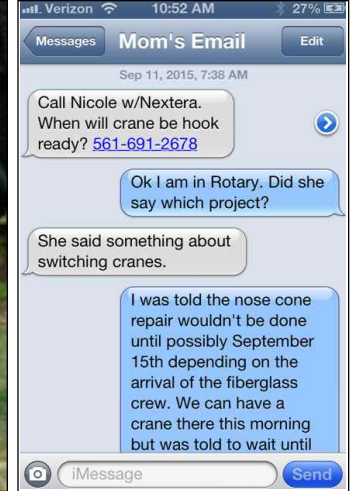 Verizon 10:52 AM 27%
Messages Mom's Email Edit
Sep 11, 2015, 7:38 AM
Call Nicole w/Nextera.
When will crane be hook
ready? 561-691-2678
Ok I am in Rotary. Did she
say which project?
She said something about
switching cranes.
I was told the nose cone
repair wouldn't be done
until possibly September
15th depending on the
arrival of the fiberglass
crew. We can have a
crane there this morning
but was told to wait until
iMessage Send